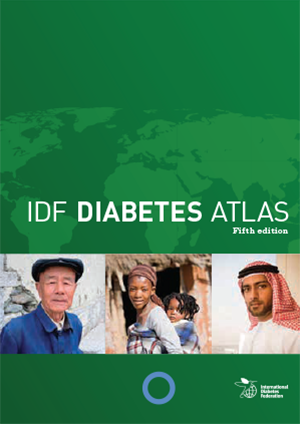 IDF DIABETES ATLAS
Fifth edition
International
Diabetes
Federation